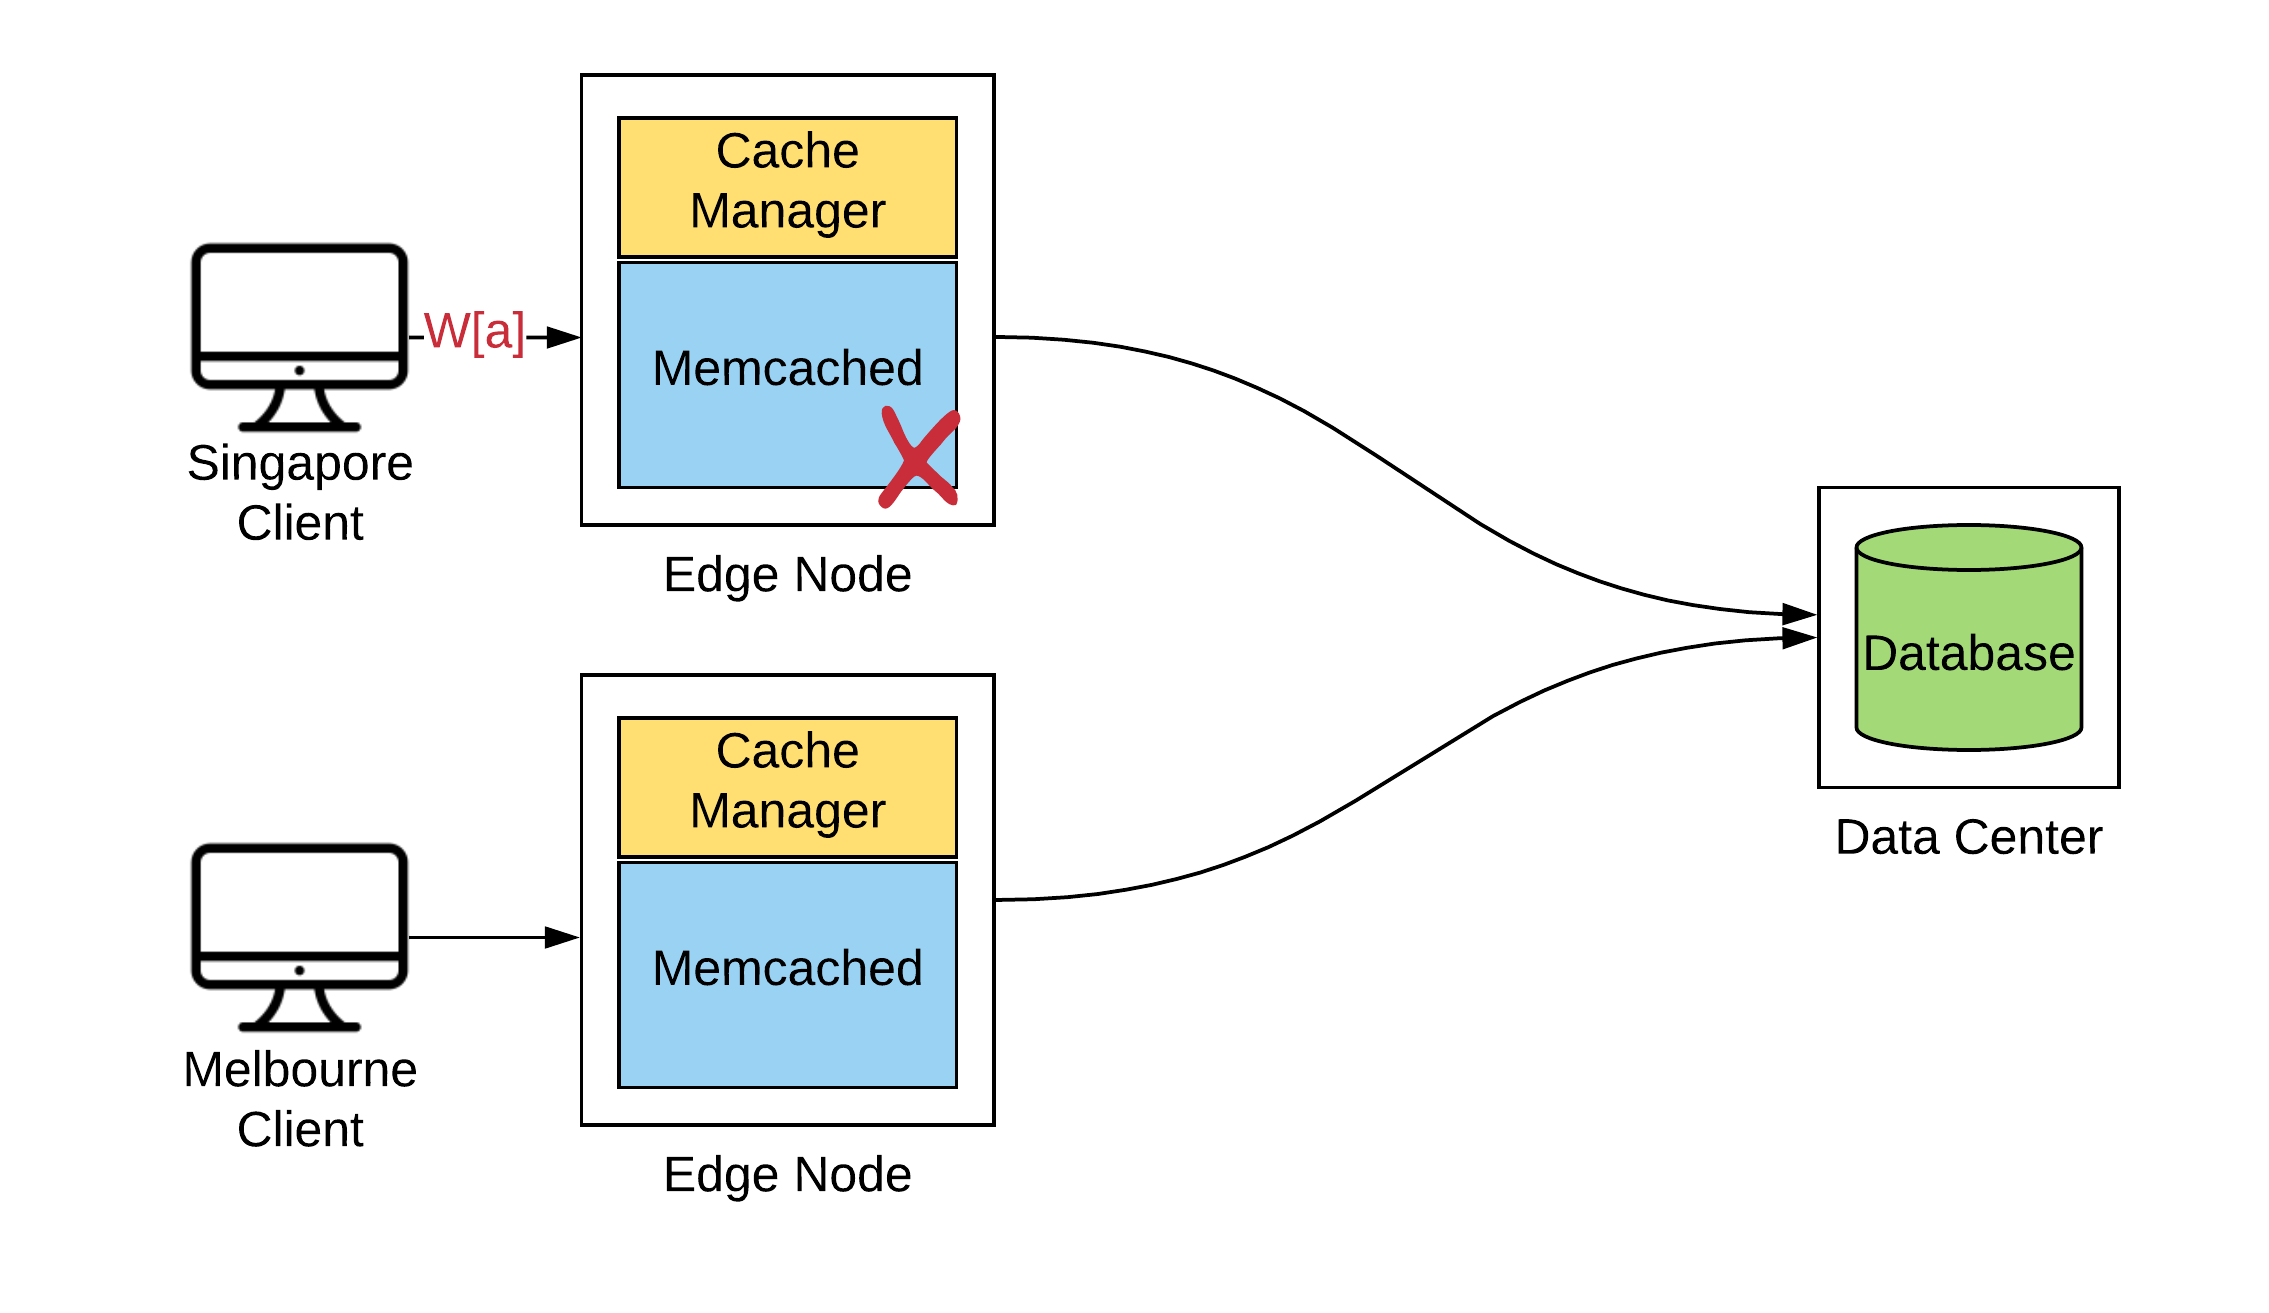 Cache
Manager
Memcached
W[a]
Singapore
Client
Edge Node
Cache
Manager
Memcached
Melbourne
Client
Edge Node
Database
Data Center